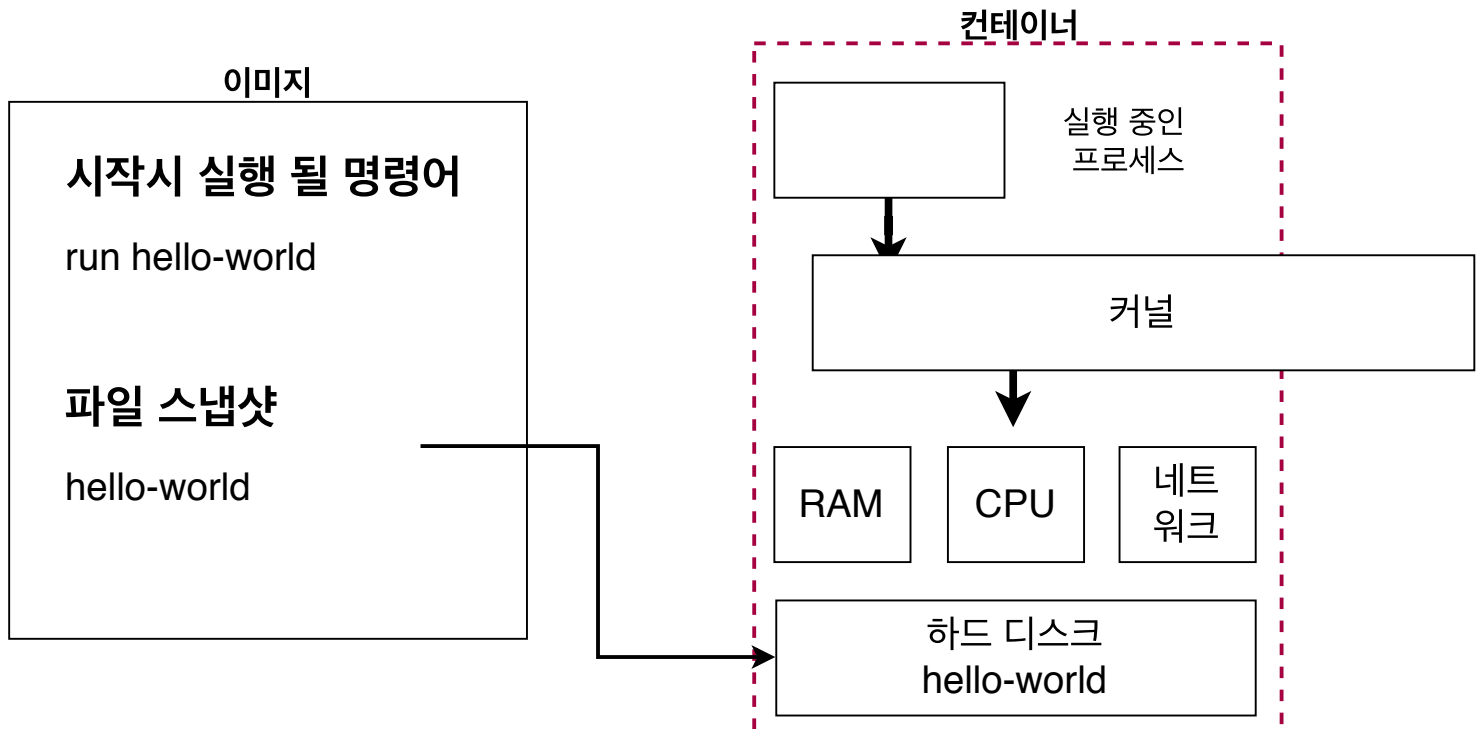 이미지
시작시 실행 될 명령어
run hello-world
파일 스냅샷
hello-world
컨테이너
실행 중인
프로세스
커널
RAM
CPU
네트
워크
하드 디스크
hello-world